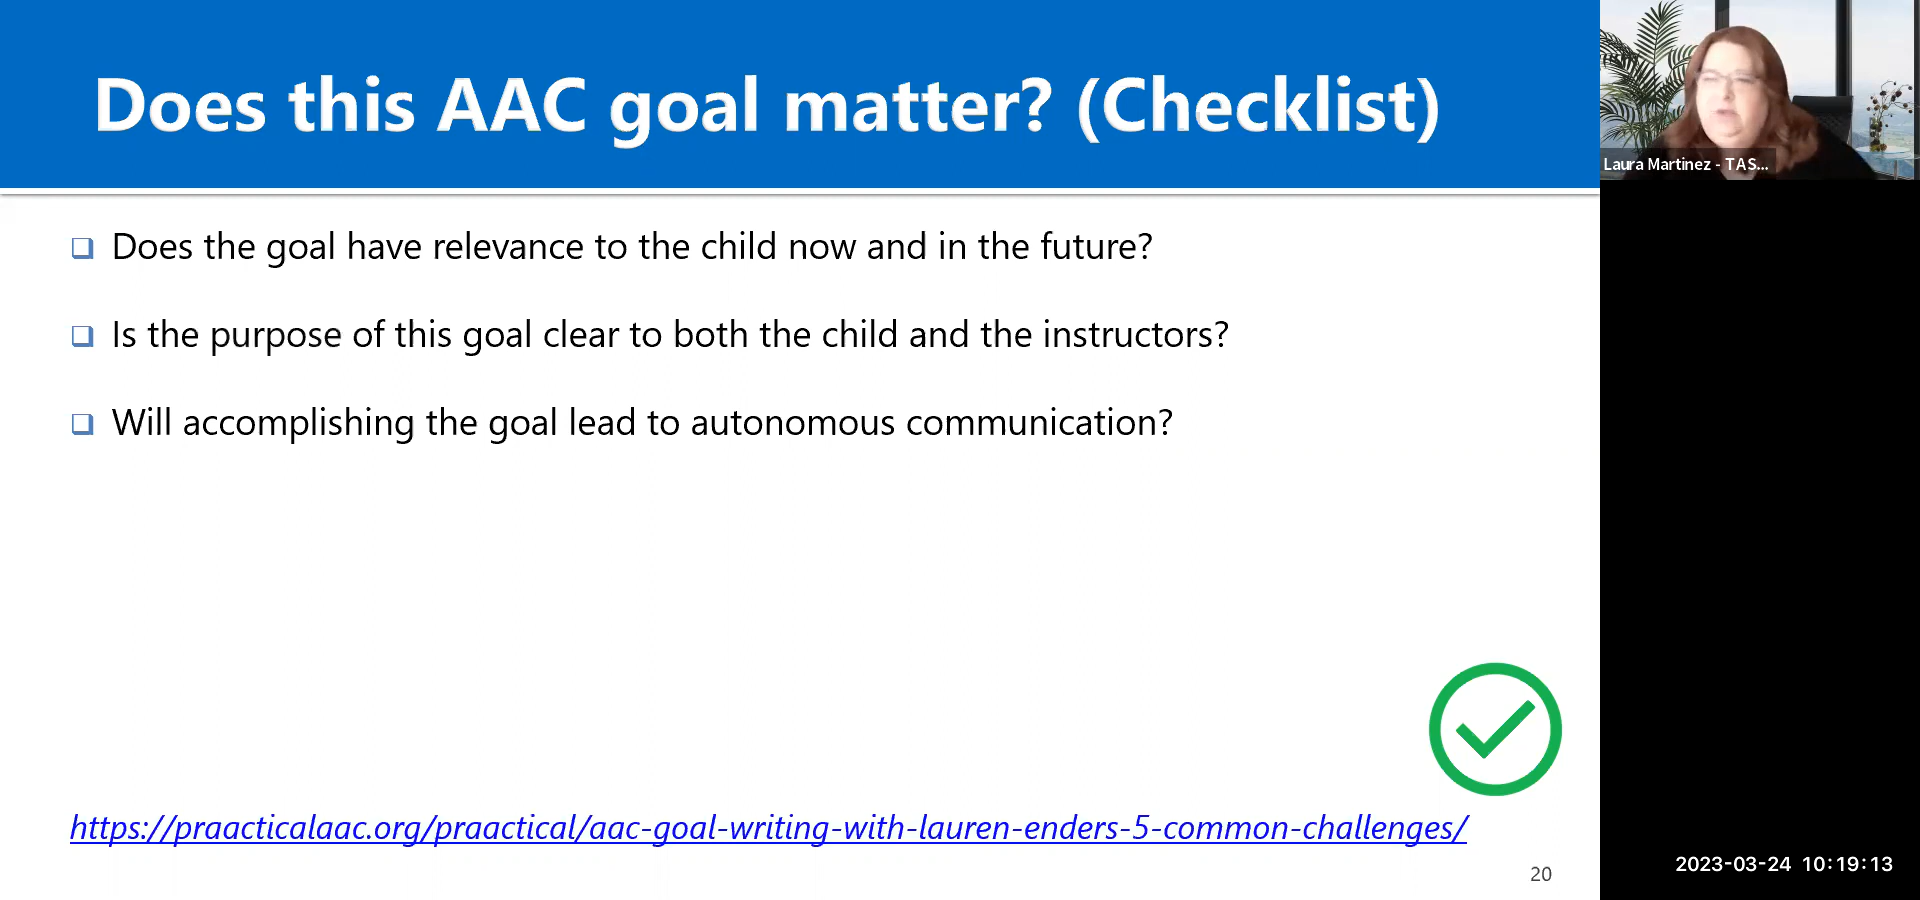 Does this AAC goal matter? (Checklist)
Laura Martinez - TAS...
Does the goal have relevance to the child now and in the future?
Is the purpose of this goal clear to both the child and the instructors?
Will accomplishing the goal lead to autonomous communication?
https://praacticalaac.org/praactical/aac-goal-writing-with-lauren-enders-5-common-challenges/
20
2023-03-24 10:19:13